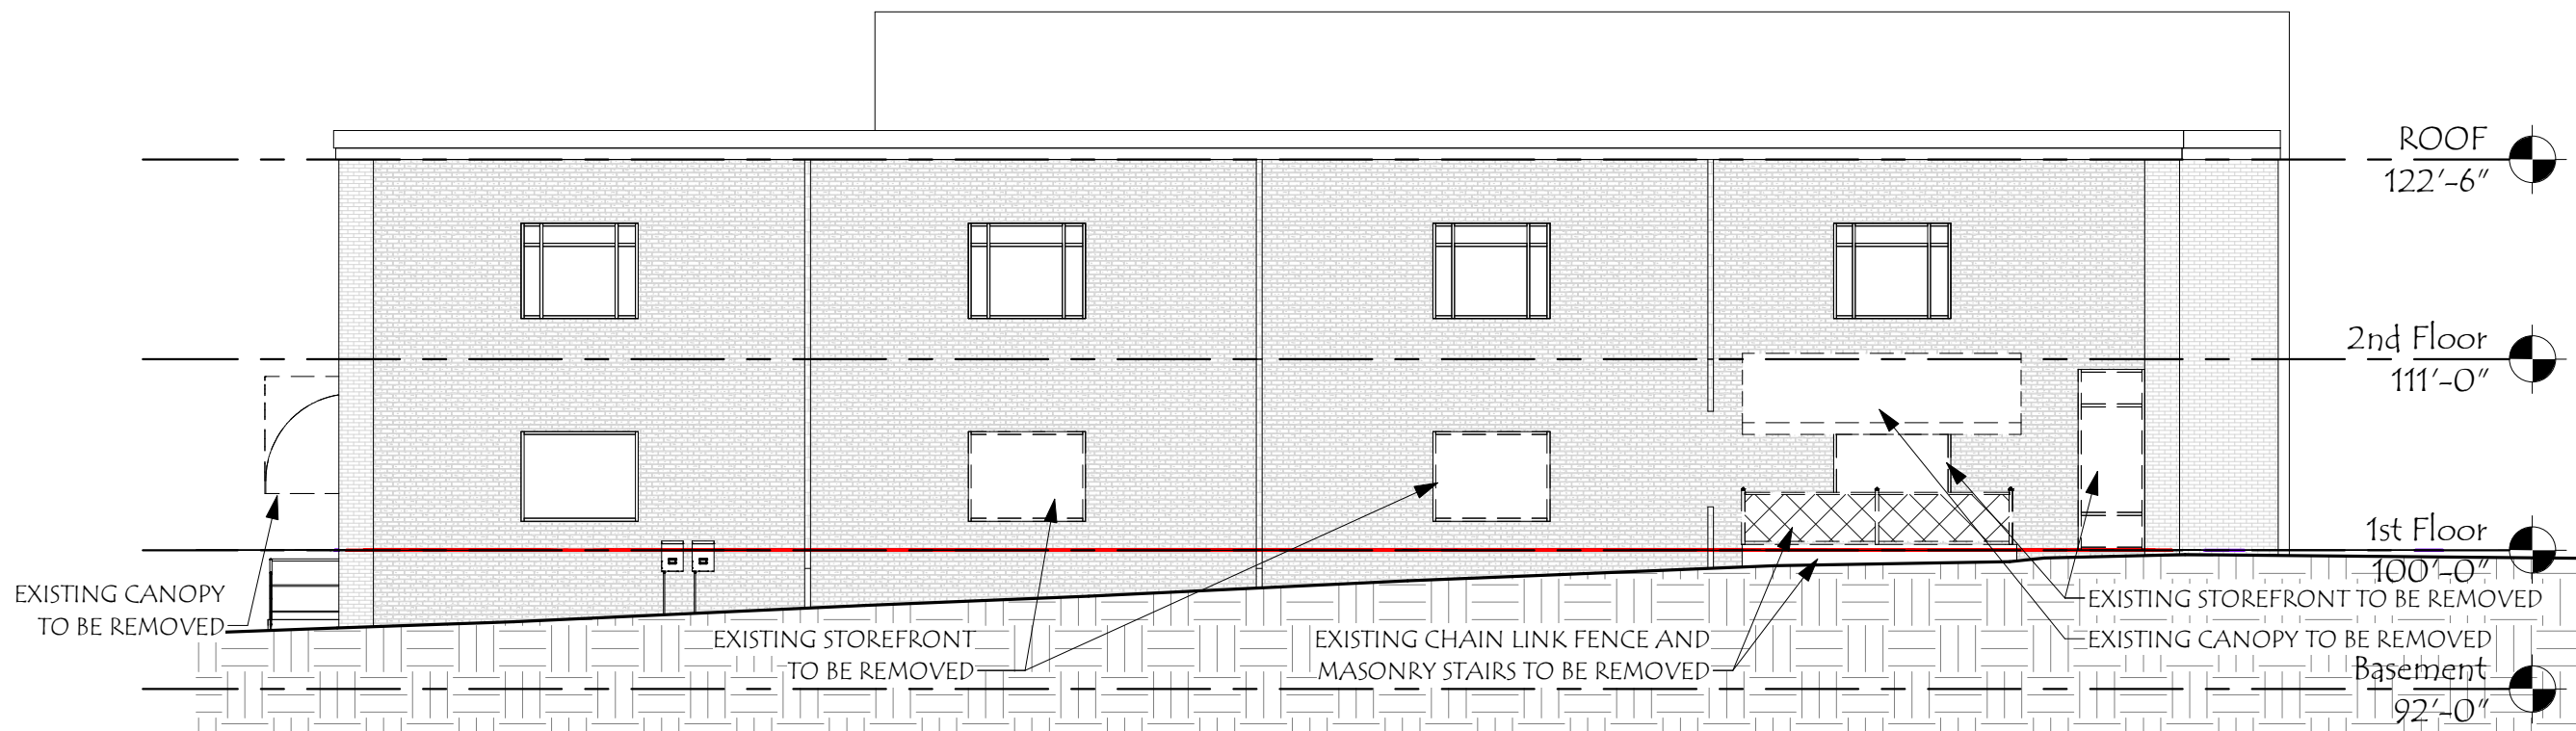 ROOF
122'-6"
2nd Floor
111'-0"
1st Floor
100'-0"
EXISTING CANOPY
TO BE REMOVED
EXISTING STOREFRONT
TO BE REMOVED
EXISTING CHAIN LINK FENCE AND
MASONRY STAIRS TO BE REMOVED
EXISTING STOREFRONT TO BE REMOVED
EXISTING CANOPY TO BE REMOVED
Basement
92'-0"